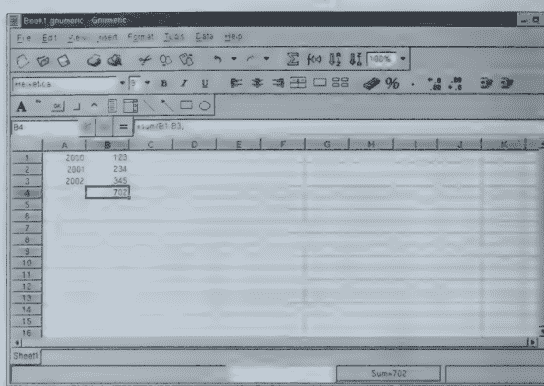 Book1.gnumeric : Gnumeric
File Edit View Insert Format Tools Data Help
f(x) 100%
Helvetica 9 B I U %
A
B4 = =sum(B1:B3)
A B C D E F G H I J K
1 2000 123
2 2001 234
3 2002 345
4 702
5
6
7
8
9
10
11
12
13
14
15
16
Sheet1
Sum=702